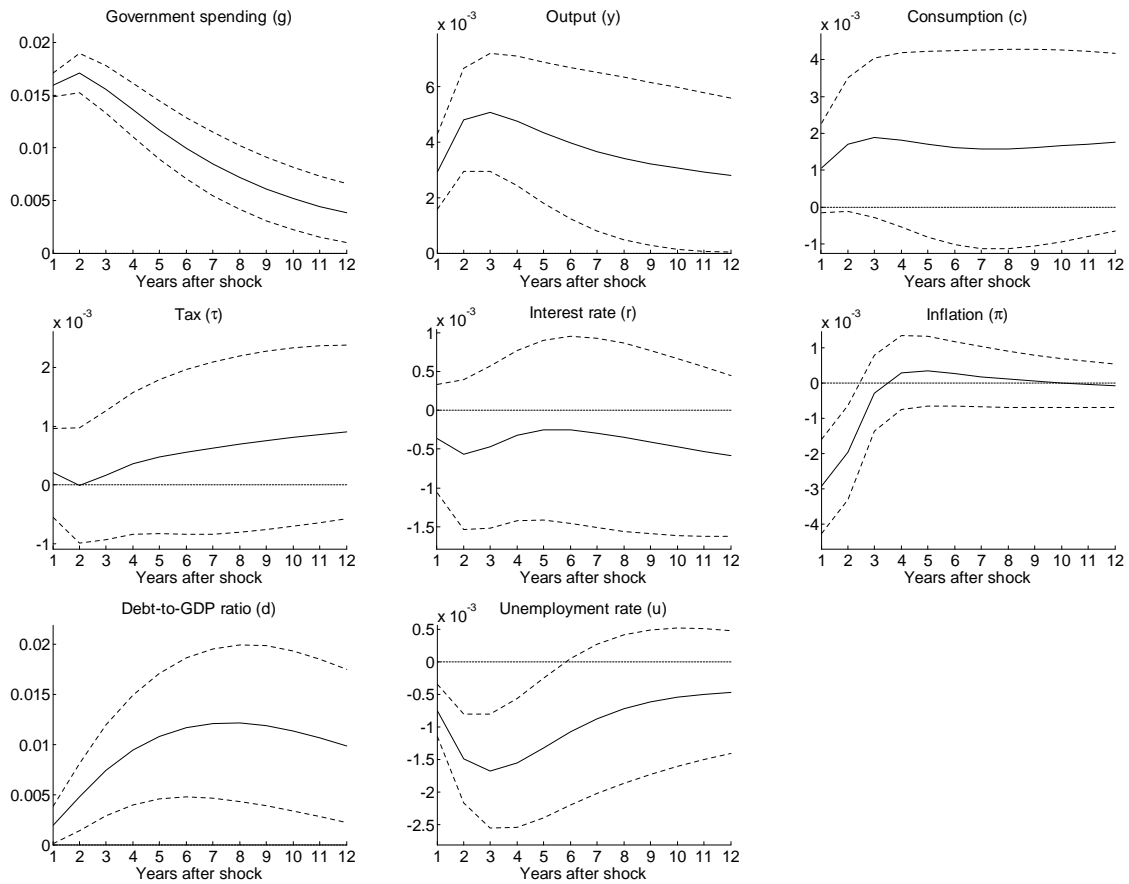 Government spending (g)
0.02
0.015
0.01
0.005
0
1 2 3 4 5 6 7 8 9 10 11 12
Years after shock
Output (y)
x 10⁻³
6
4
2
0
1 2 3 4 5 6 7 8 9 10 11 12
Years after shock
Consumption (c)
x 10⁻³
4
3
2
1
0
-1
1 2 3 4 5 6 7 8 9 10 11 12
Years after shock
Tax (τ)
x 10⁻³
2
1
0
-1
1 2 3 4 5 6 7 8 9 10 11 12
Years after shock
Interest rate (r)
x 10⁻³
1
0.5
0
-0.5
-1
-1.5
1 2 3 4 5 6 7 8 9 10 11 12
Years after shock
Inflation (π)
x 10⁻³
1
0
-1
-2
-3
-4
1 2 3 4 5 6 7 8 9 10 11 12
Years after shock
Debt-to-GDP ratio (d)
0.02
0.015
0.01
0.005
0
1 2 3 4 5 6 7 8 9 10 11 12
Years after shock
Unemployment rate (u)
x 10⁻³
0.5
0
-0.5
-1
-1.5
-2
-2.5
1 2 3 4 5 6 7 8 9 10 11 12
Years after shock